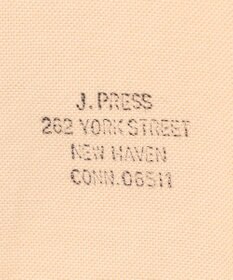 J. PRESS
262 YORK STREET
NEW HAVEN
CONN. 06511